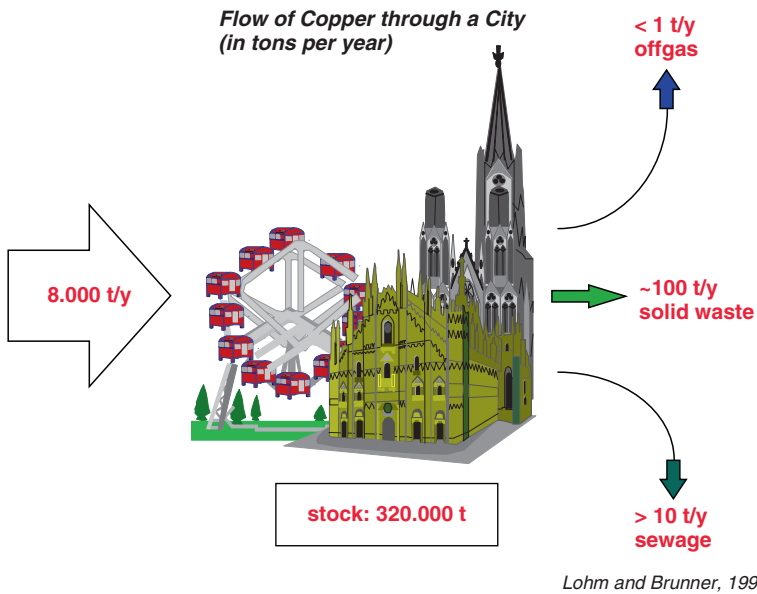 Flow of Copper through a City
(in tons per year)
< 1 t/y
offgas
8.000 t/y
~100 t/y
solid waste
stock: 320.000 t
> 10 t/y
sewage
Lohm and Brunner, 199